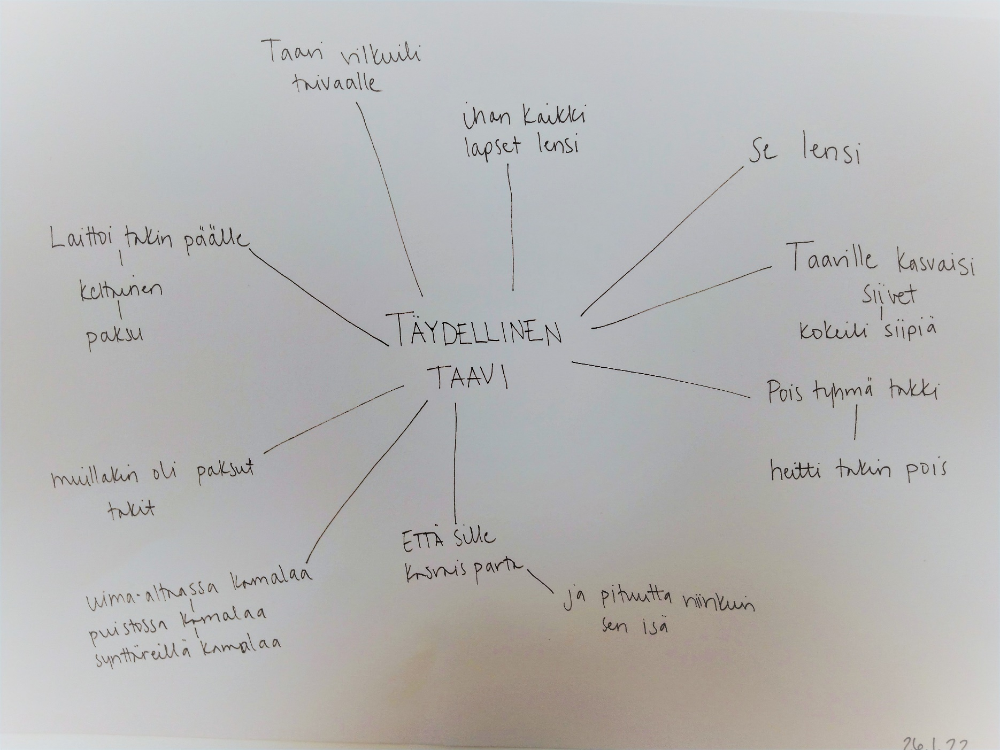 Taavi vilkuili
taivaalle
ihan kaikki
lapset lensi
Se lensi
Laittoi takin päälle
keltainen
paksu
Taaville kasvaisi
siivet
kokeili siipiä
TÄYDELLINEN
TAAVI
Pois tyhmä takki
heitti takin pois
muillakin oli paksut
takit
ETTÄ sille
kasvais parta
ja pituutta niinkuin
sen isä
uima-altaassa kamalaa
puistossa kamalaa
synttäreillä kamalaa
26.1.22